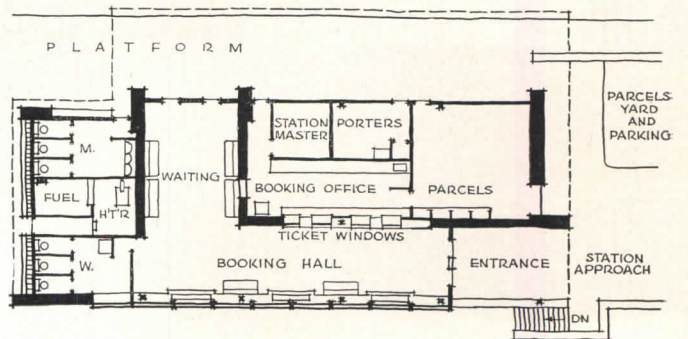 PLATFORM
PARCELS
YARD
AND
PARKING
STATION
MASTER
PORTERS
M.
WAITING
FUEL
H'T'R
BOOKING OFFICE
PARCELS
TICKET WINDOWS
W.
BOOKING HALL
ENTRANCE
STATION
APPROACH
DN